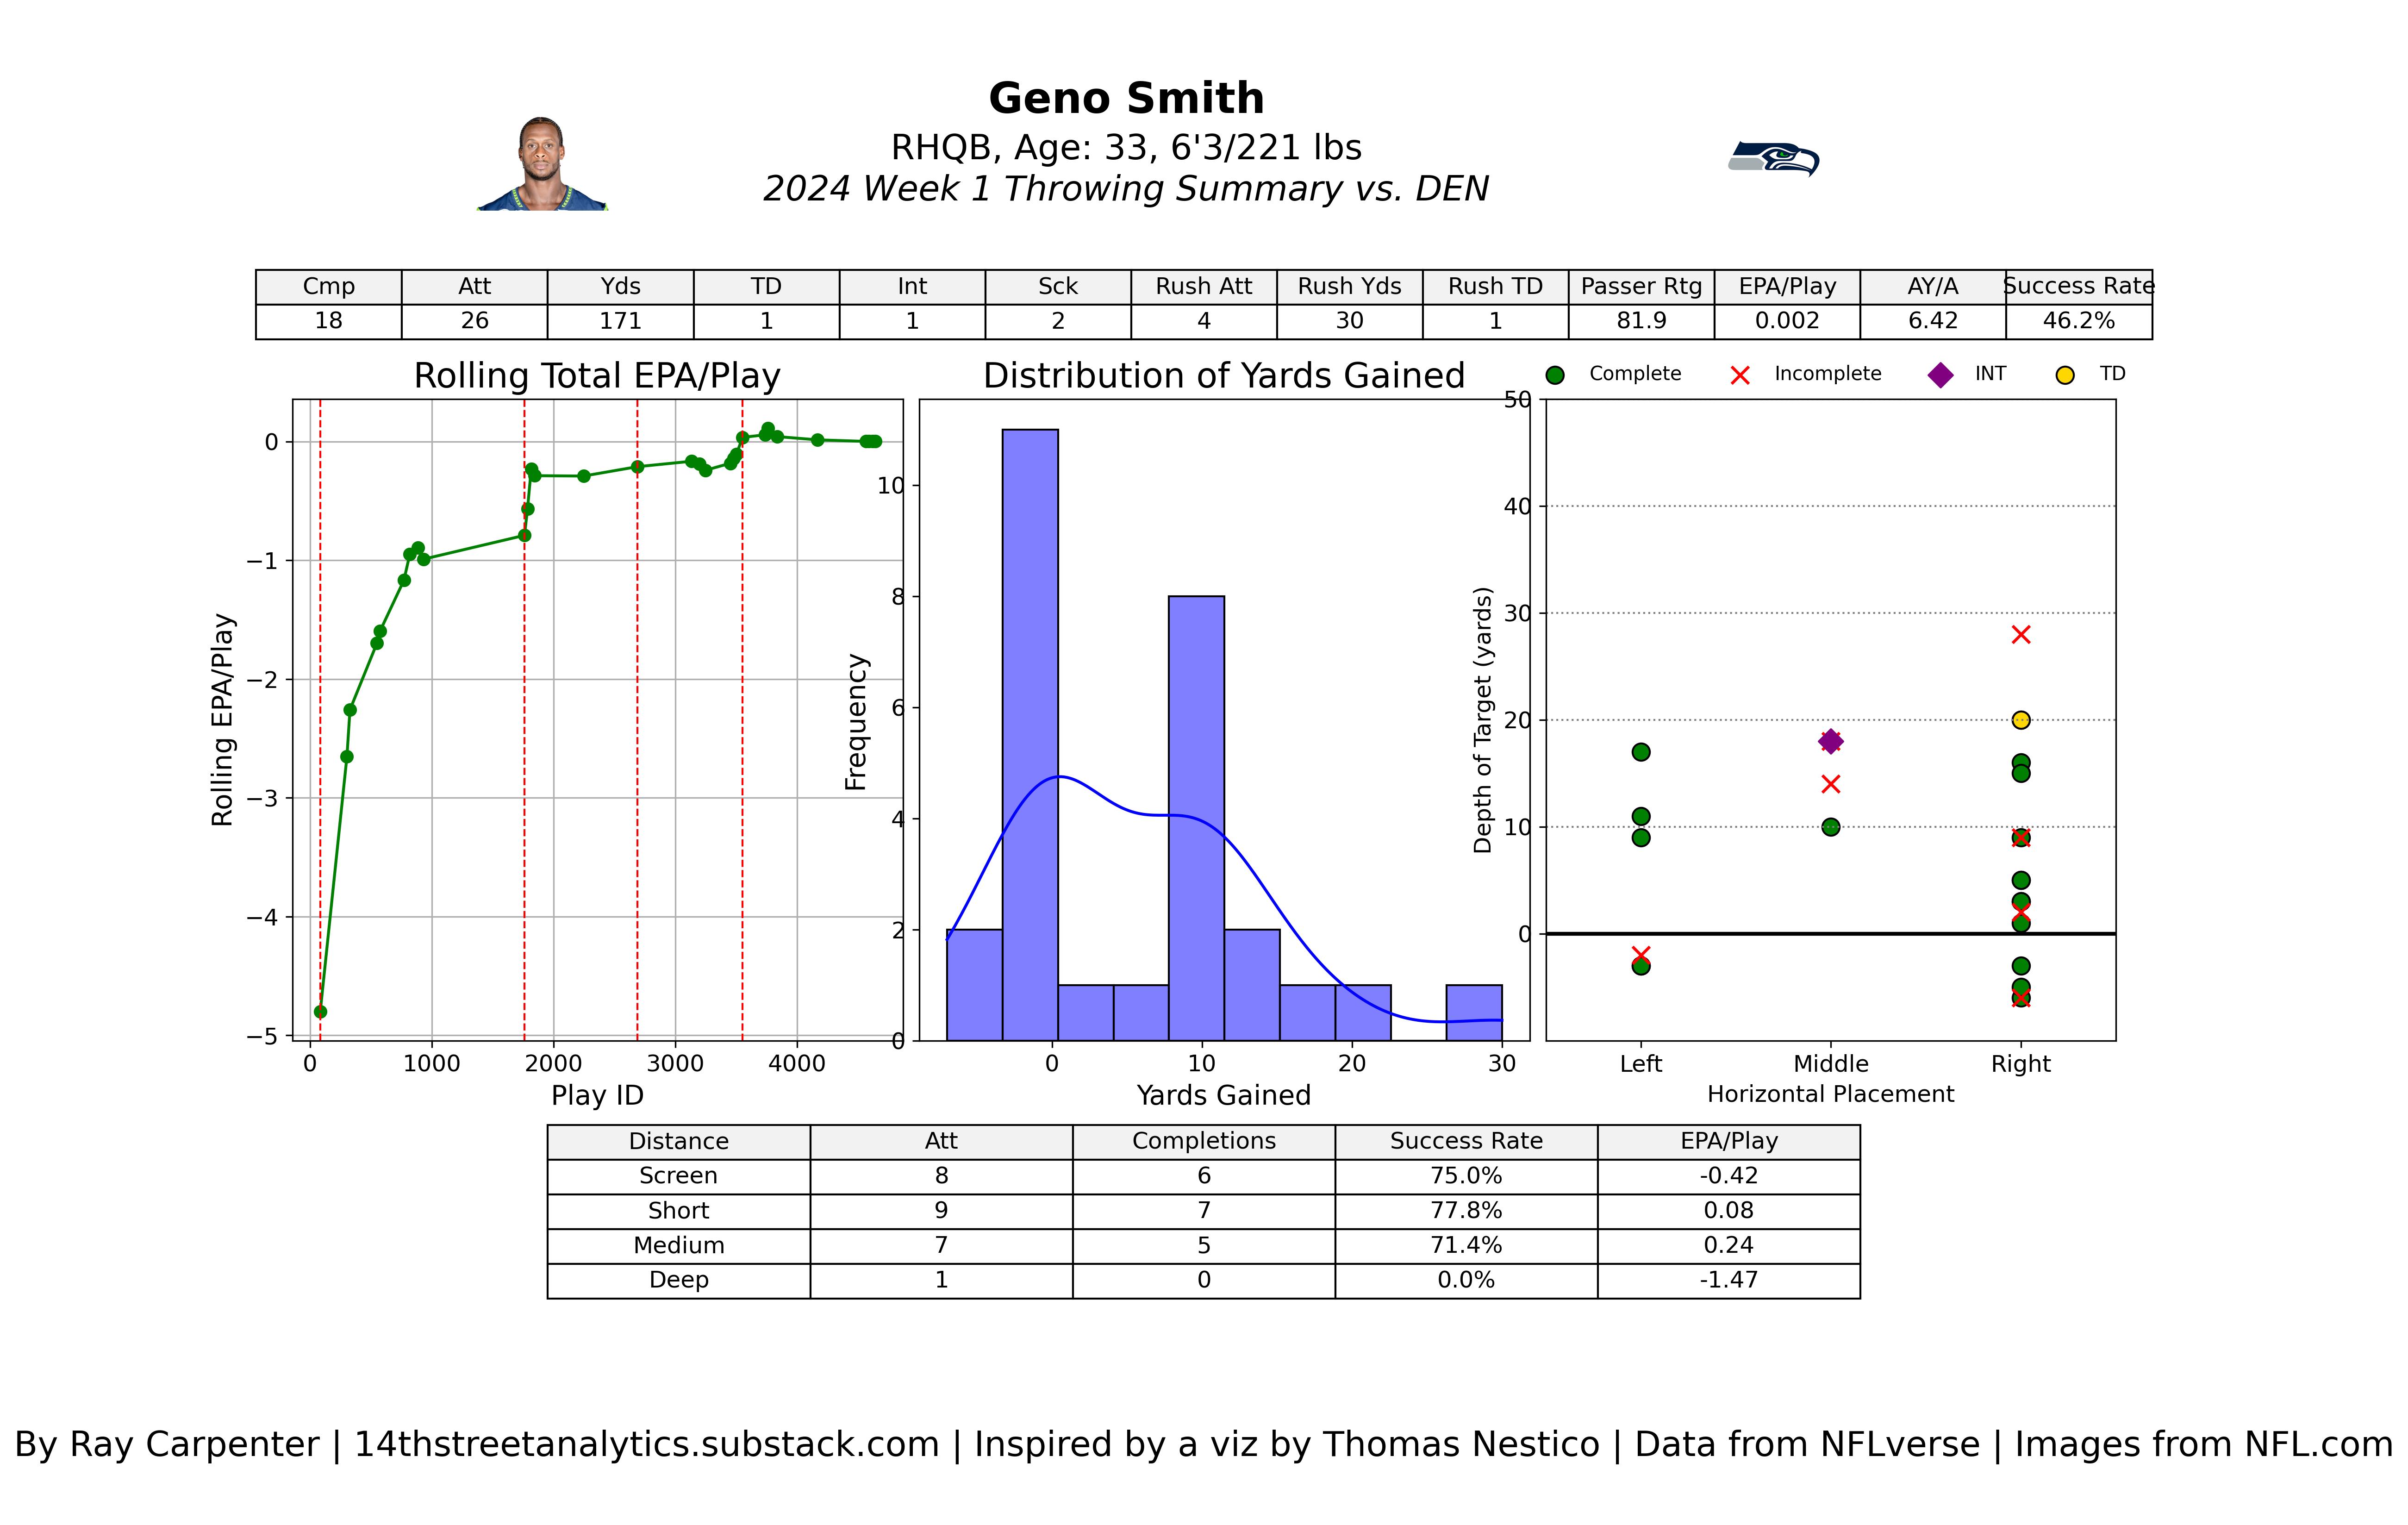 Geno Smith
RHQB, Age: 33, 6'3/221 lbs
2024 Week 1 Throwing Summary vs. DEN
Cmp Att Yds TD Int Sck Rush Att Rush Yds Rush TD Passer Rtg EPA/Play AY/A Success Rate
18 26 171 1 1 2 4 30 1 81.9 0.002 6.42 46.2%
Rolling Total EPA/Play
0
−1
−2
−3
−4
−5
Rolling EPA/Play
0 1000 2000 3000 4000
Play ID
Distribution of Yards Gained
10
8
6
4
2
0
Frequency
0 10 20 30
Yards Gained
Complete Incomplete INT TD
50
40
30
20
10
0
Depth of Target (yards)
Left Middle Right
Horizontal Placement
Distance Att Completions Success Rate EPA/Play
Screen 8 6 75.0% -0.42
Short 9 7 77.8% 0.08
Medium 7 5 71.4% 0.24
Deep 1 0 0.0% -1.47
By Ray Carpenter | 14thstreetanalytics.substack.com | Inspired by a viz by Thomas Nestico | Data from NFLverse | Images from NFL.com